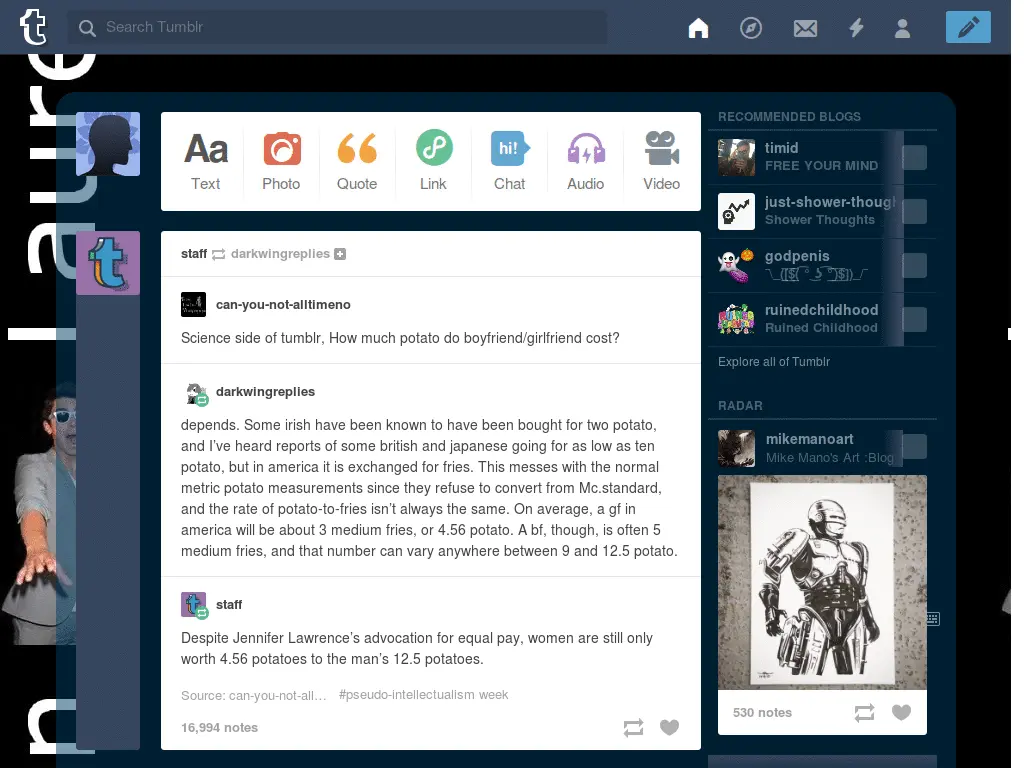 Search Tumblr
Aa
Text
Photo
Quote
Link
hi!
Chat
Audio
Video
staff darkwingreplies
can-you-not-alltimeno
Science side of tumblr, How much potato do boyfriend/girlfriend cost?
darkwingreplies
depends. Some irish have been known to have been bought for two potato,
and I've heard reports of some british and japanese going for as low as ten
potato, but in america it is exchanged for fries. This messes with the normal
metric potato measurements since they refuse to convert from Mc.standard,
and the rate of potato-to-fries isn't always the same. On average, a gf in
america will be about 3 medium fries, or 4.56 potato. A bf, though, is often 5
medium fries, and that number can vary anywhere between 9 and 12.5 potato.
staff
Despite Jennifer Lawrence's advocation for equal pay, women are still only
worth 4.56 potatoes to the man's 12.5 potatoes.
Source: can-you-not-all… #pseudo-intellectualism week
16,994 notes
RECOMMENDED BLOGS
timid
FREE YOUR MIND
just-shower-though
Shower Thoughts
godpenis
ruinedchildhood
Ruined Childhood
Explore all of Tumblr
RADAR
mikemanoart
Mike Mano's Art :Blog
530 notes